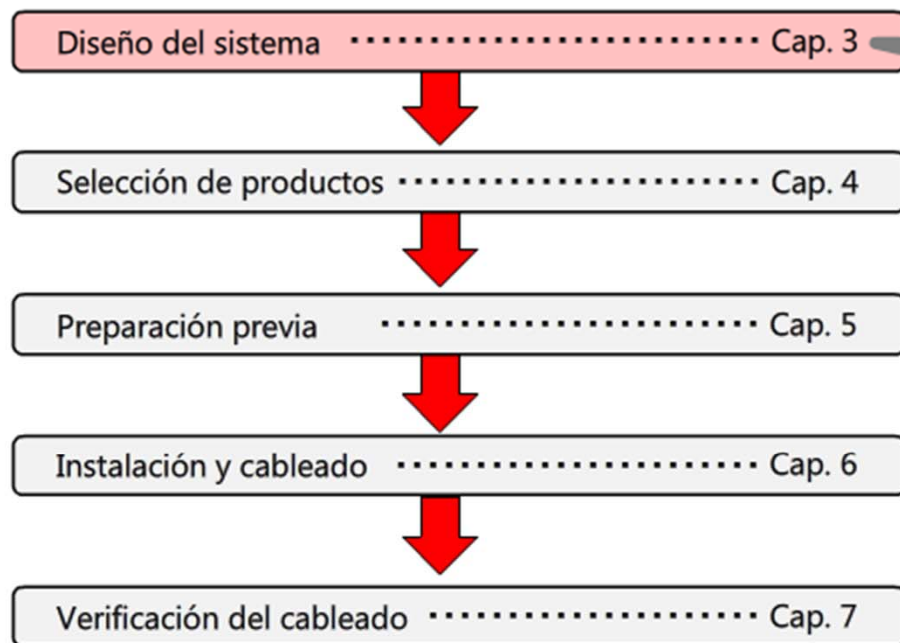 Diseño del sistema ........................... Cap. 3
Selección de productos ........................ Cap. 4
Preparación previa ......................... Cap. 5
Instalación y cableado ........................ Cap. 6
Verificación del cableado ...................... Cap. 7